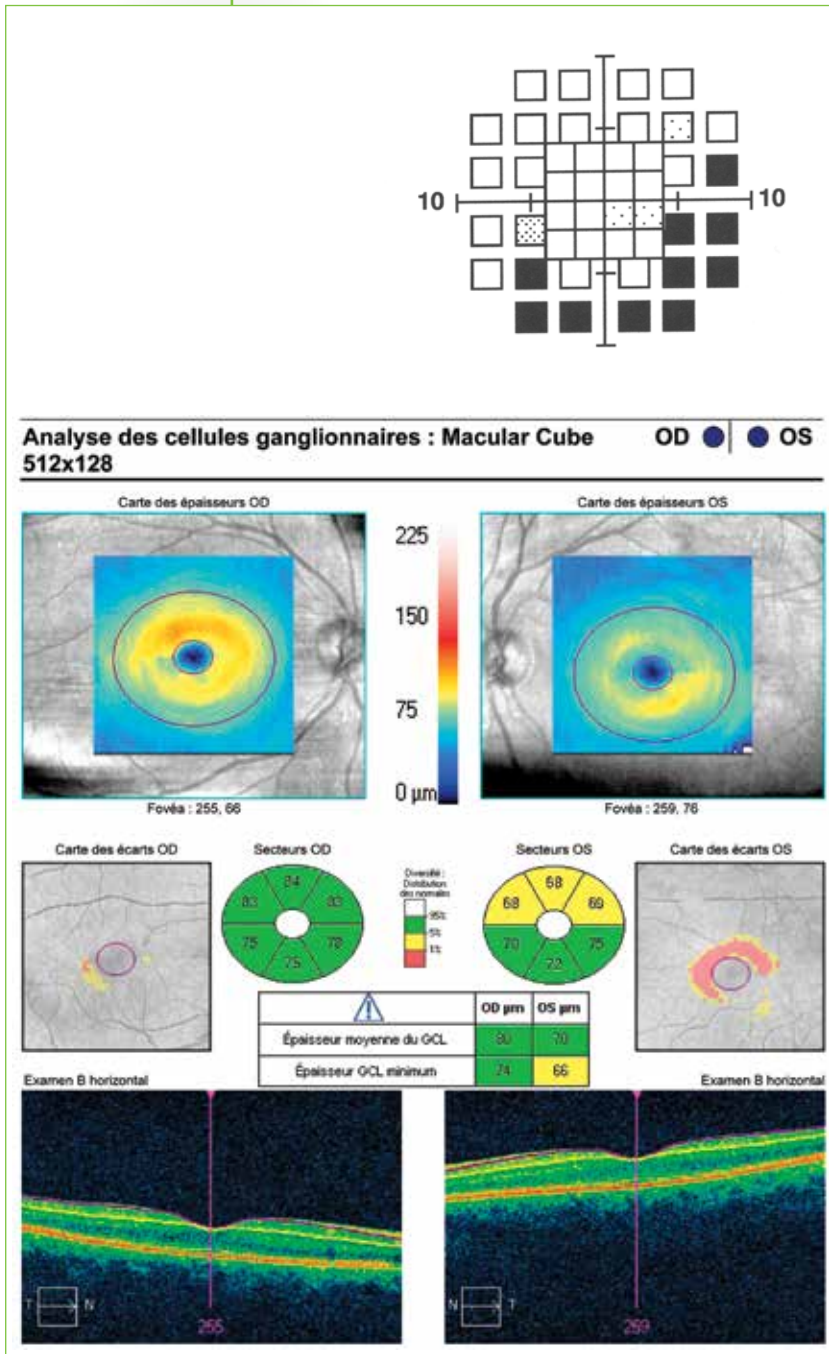 10 10
Analyse des cellules ganglionnaires : Macular Cube 512x128
OD OS
Carte des épaisseurs OD
Carte des épaisseurs OS
225
150
75
0 µm
Fovéa : 255, 66
Fovéa : 259, 76
Carte des écarts OD
Secteurs OD
Diversité :
Distribution
des normales
95%
5%
1%
Secteurs OS
Carte des écarts OS
84
83
75
75
68
68
69
70
75
72
OD µm OS µm
Épaisseur moyenne du GCL 80 70
Épaisseur GCL minimum 74 66
Examen B horizontal
Examen B horizontal
T N
255
N T
259